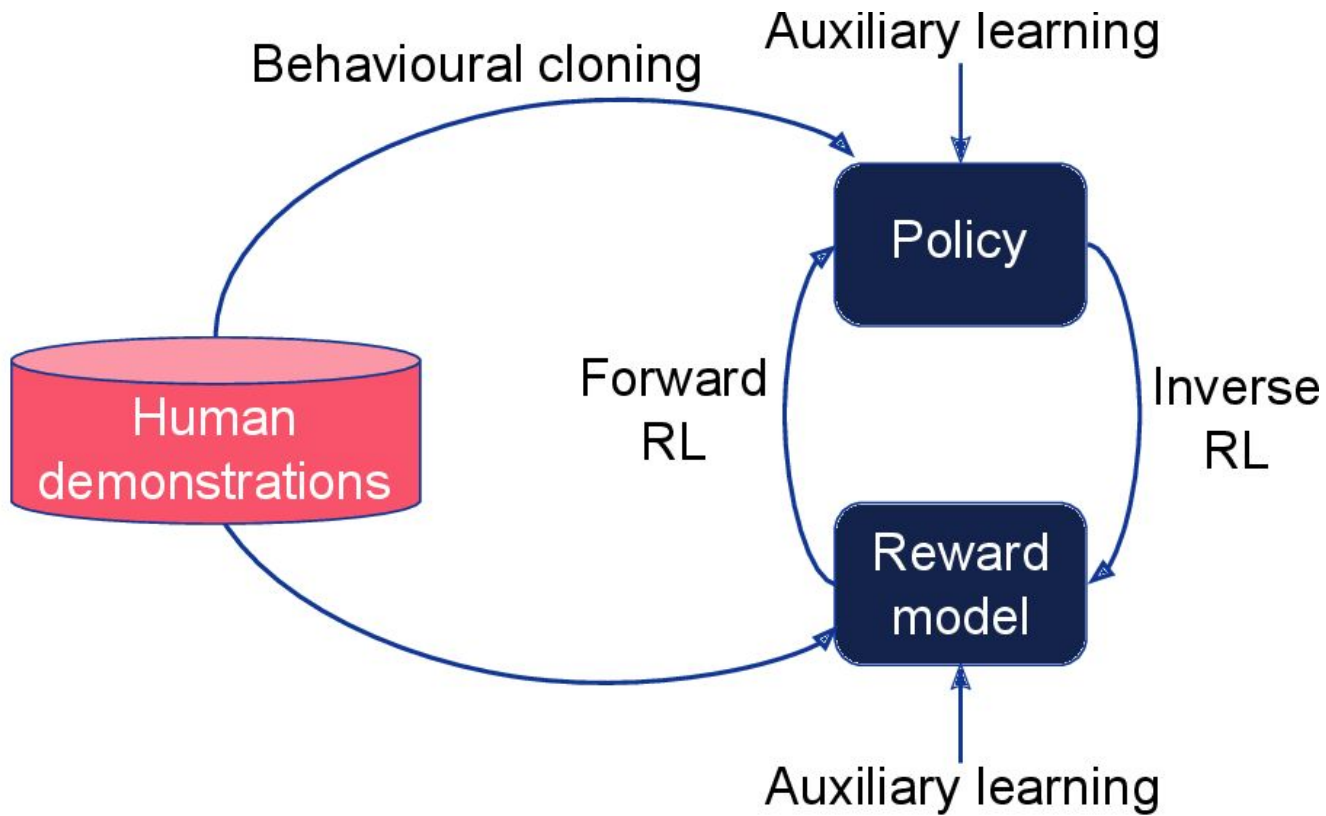 Auxiliary learning
Behavioural cloning
Policy
Human
demonstrations
Forward
RL
Inverse
RL
Reward
model
Auxiliary learning